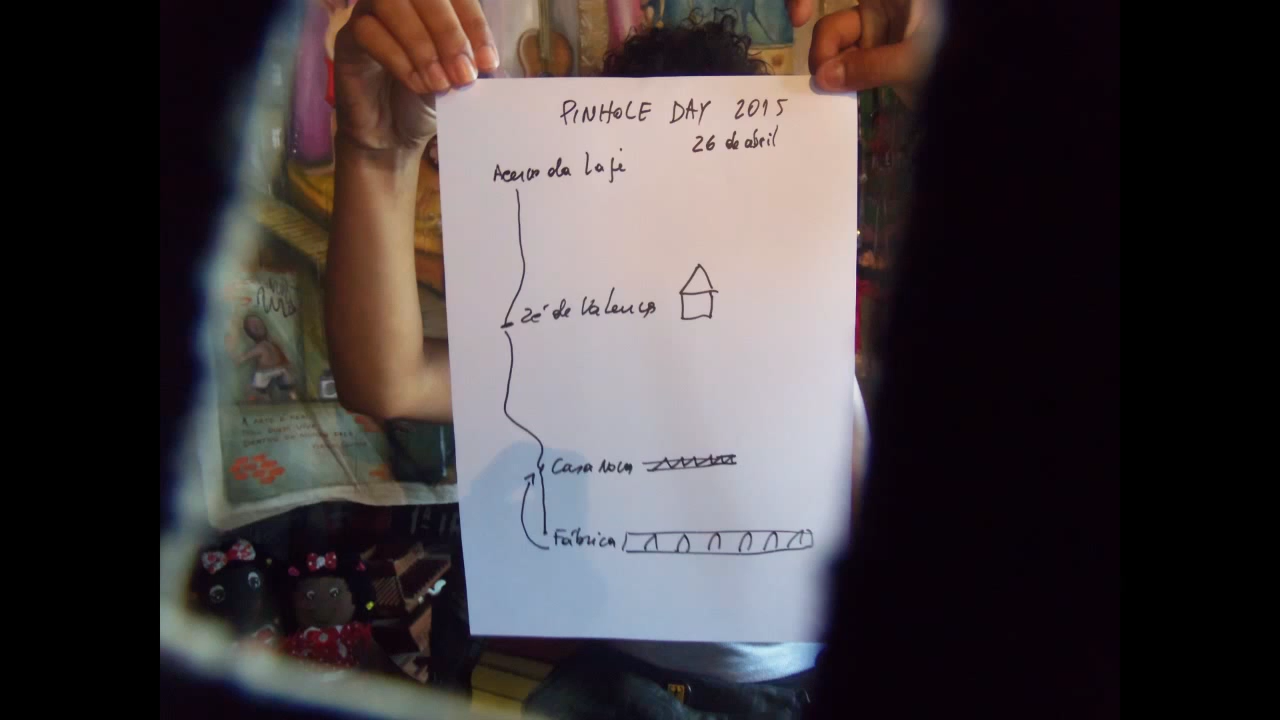 PINHOLE DAY 2015
26 de abril
Acervo da Laje
Zé de Valença
Casa Nova
Fábrica